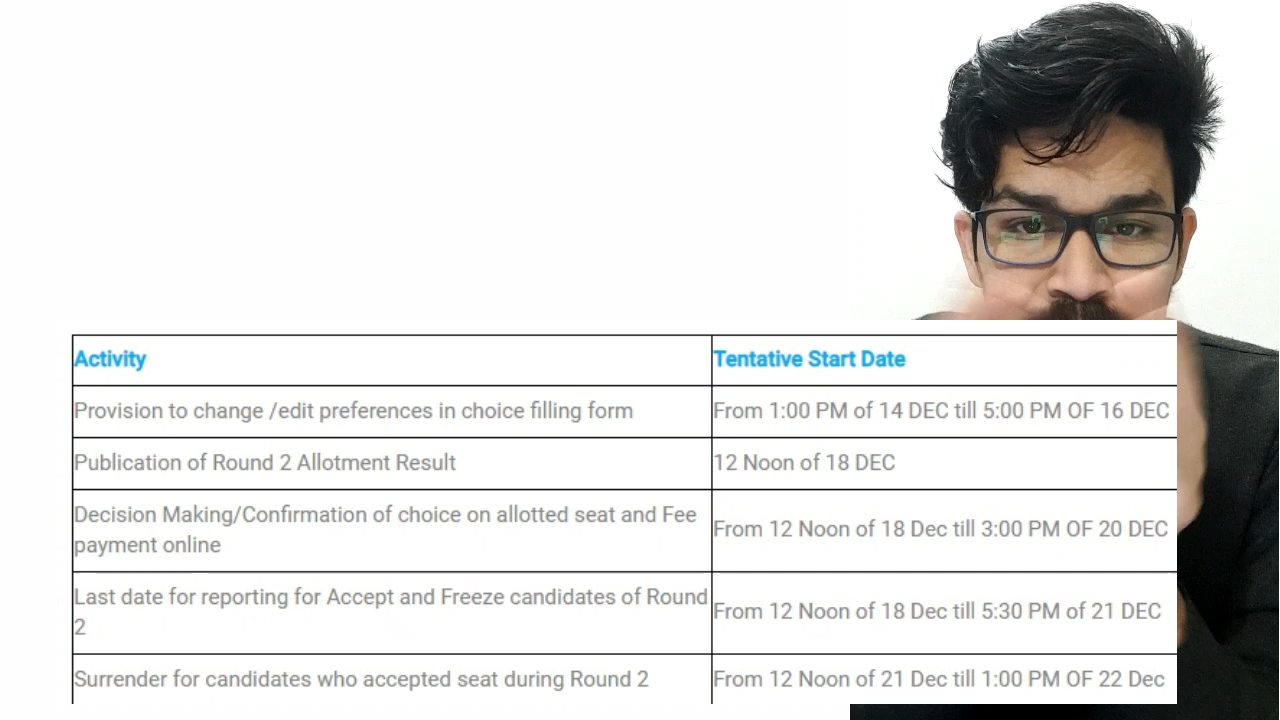 Activity
Tentative Start Date
Provision to change /edit preferences in choice filling form
From 1:00 PM of 14 DEC till 5:00 PM OF 16 DEC
Publication of Round 2 Allotment Result
12 Noon of 18 DEC
Decision Making/Confirmation of choice on allotted seat and Fee
payment online
From 12 Noon of 18 Dec till 3:00 PM OF 20 DEC
Last date for reporting for Accept and Freeze candidates of Round
2
From 12 Noon of 18 Dec till 5:30 PM of 21 DEC
Surrender for candidates who accepted seat during Round 2
From 12 Noon of 21 Dec till 1:00 PM OF 22 Dec